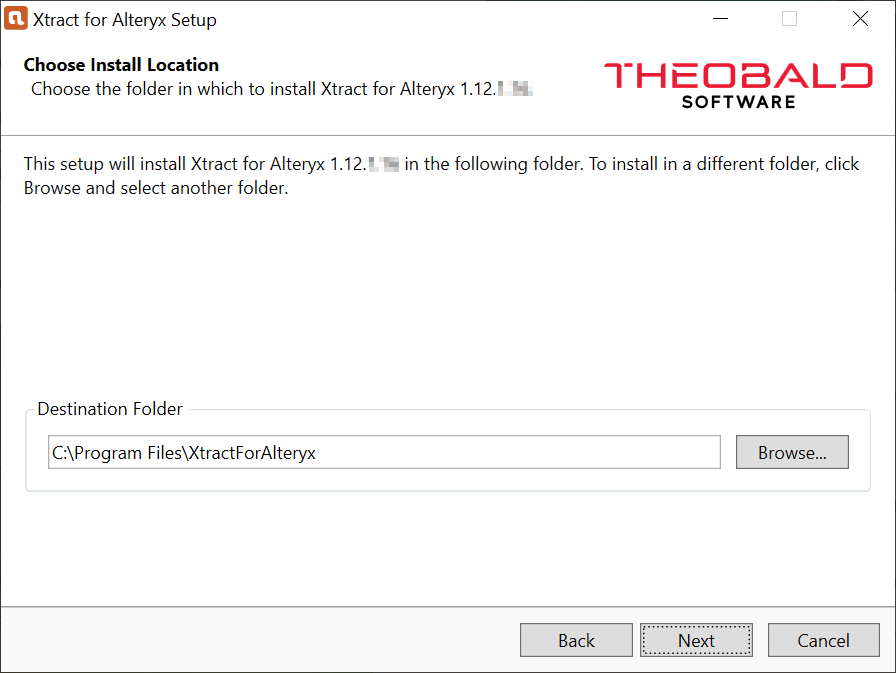 Xtract for Alteryx Setup
Choose Install Location
Choose the folder in which to install Xtract for Alteryx 1.12.
THEOBALD
SOFTWARE
This setup will install Xtract for Alteryx 1.12. in the following folder. To install in a different folder, click
Browse and select another folder.
Destination Folder
C:\Program Files\XtractForAlteryx
Browse...
Back
Next
Cancel